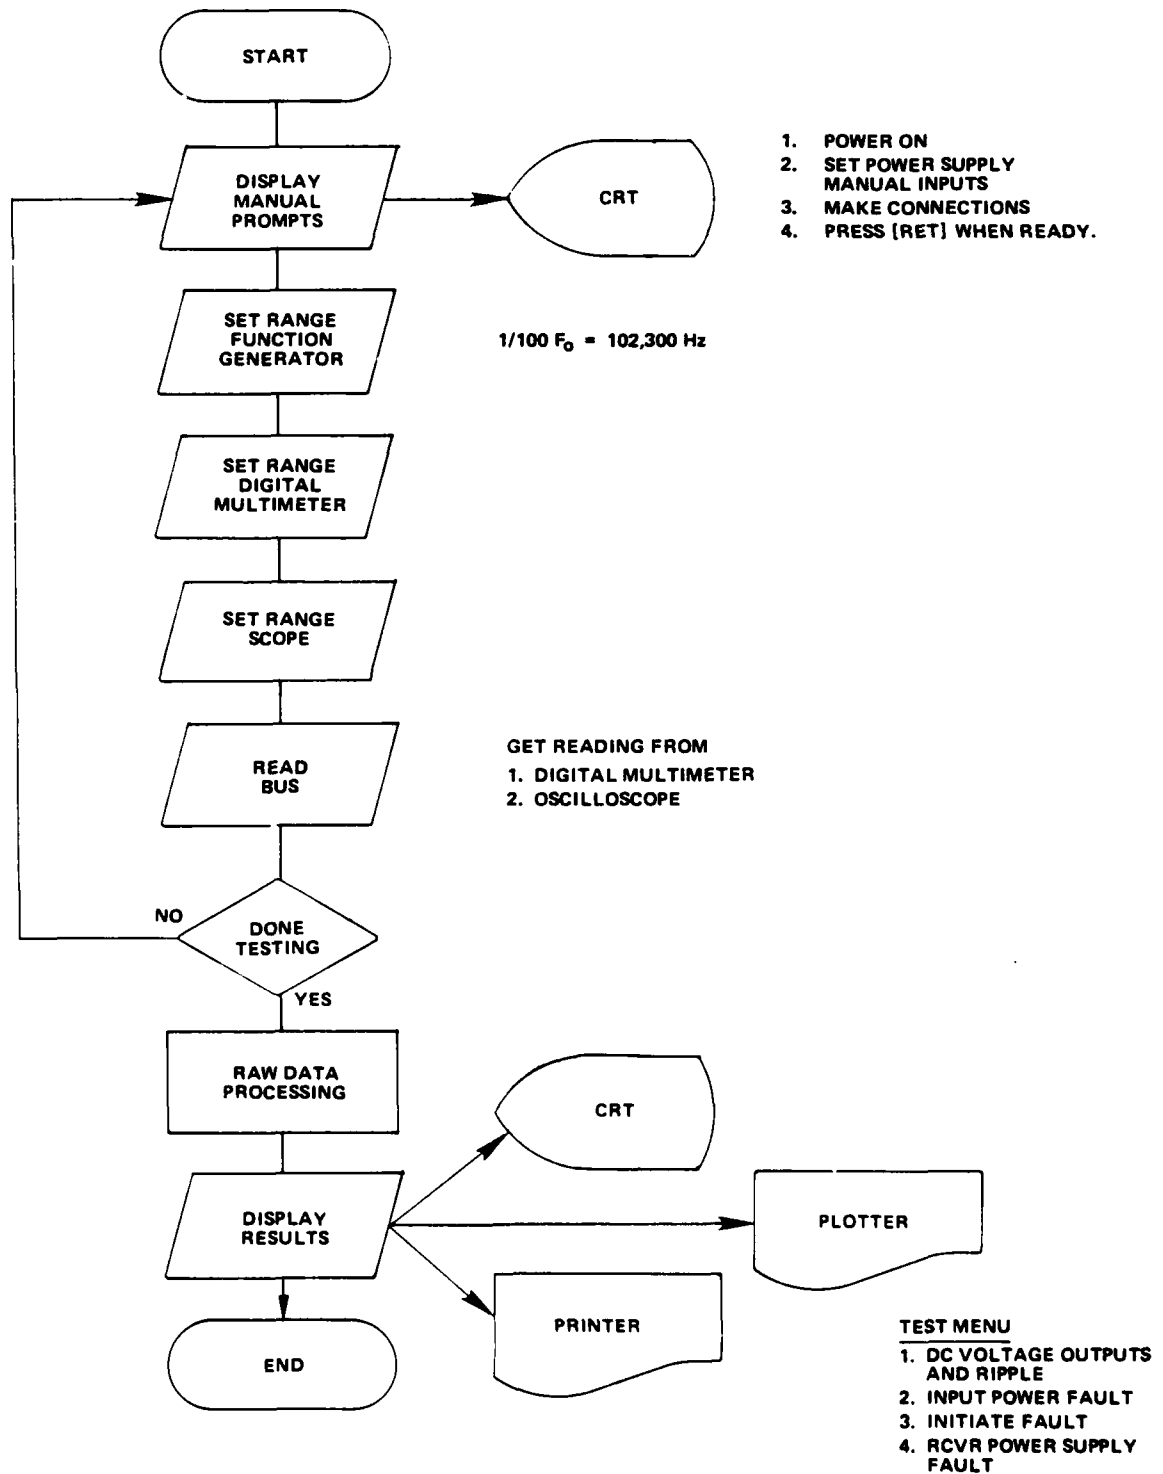 START
DISPLAY
MANUAL
PROMPTS
CRT
1. POWER ON
2. SET POWER SUPPLY
MANUAL INPUTS
3. MAKE CONNECTIONS
4. PRESS [RET] WHEN READY.
SET RANGE
FUNCTION
GENERATOR
1/100 Fo = 102,300 Hz
SET RANGE
DIGITAL
MULTIMETER
SET RANGE
SCOPE
READ
BUS
GET READING FROM
1. DIGITAL MULTIMETER
2. OSCILLOSCOPE
NO
DONE
TESTING
YES
RAW DATA
PROCESSING
CRT
DISPLAY
RESULTS
PLOTTER
PRINTER
END
TEST MENU
1. DC VOLTAGE OUTPUTS
AND RIPPLE
2. INPUT POWER FAULT
3. INITIATE FAULT
4. RCVR POWER SUPPLY
FAULT